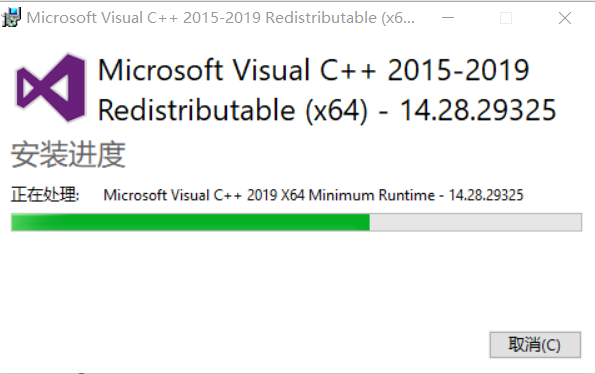 Microsoft Visual C++ 2015-2019 Redistributable (x6...
Microsoft Visual C++ 2015-2019
Redistributable (x64) - 14.28.29325
安装进度
正在处理: Microsoft Visual C++ 2019 X64 Minimum Runtime - 14.28.29325
取消(C)